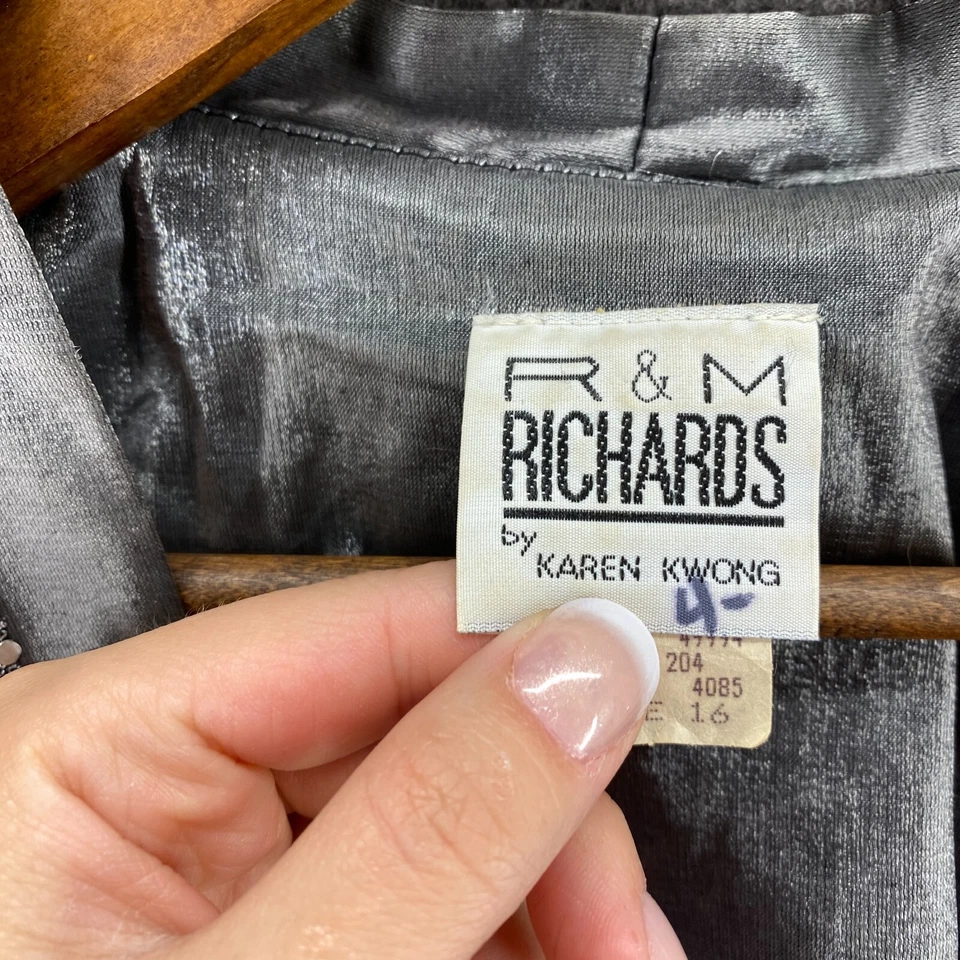 R & M
RICHARDS
by
KAREN KWONG
4-
204
4085
E 16